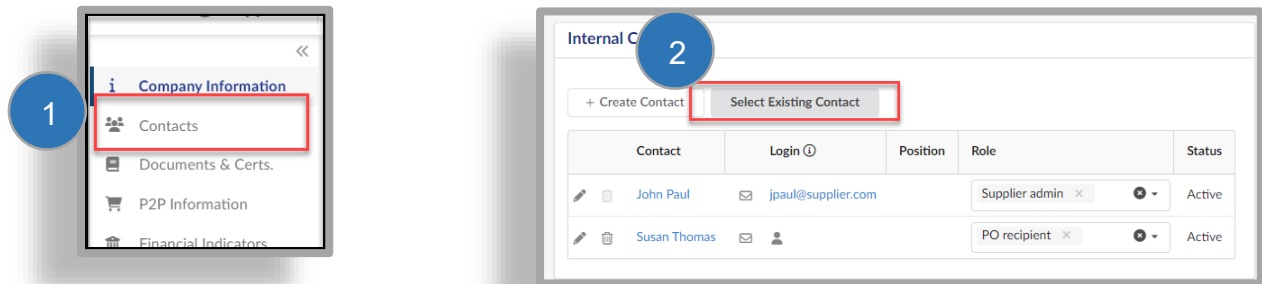 1
i Company Information
Contacts
Documents & Certs.
P2P Information
Financial Indicators
2
Internal C
+ Create Contact Select Existing Contact
Contact Login Position Role Status
John Paul jpaul@supplier.com Supplier admin × Active
Susan Thomas PO recipient × Active